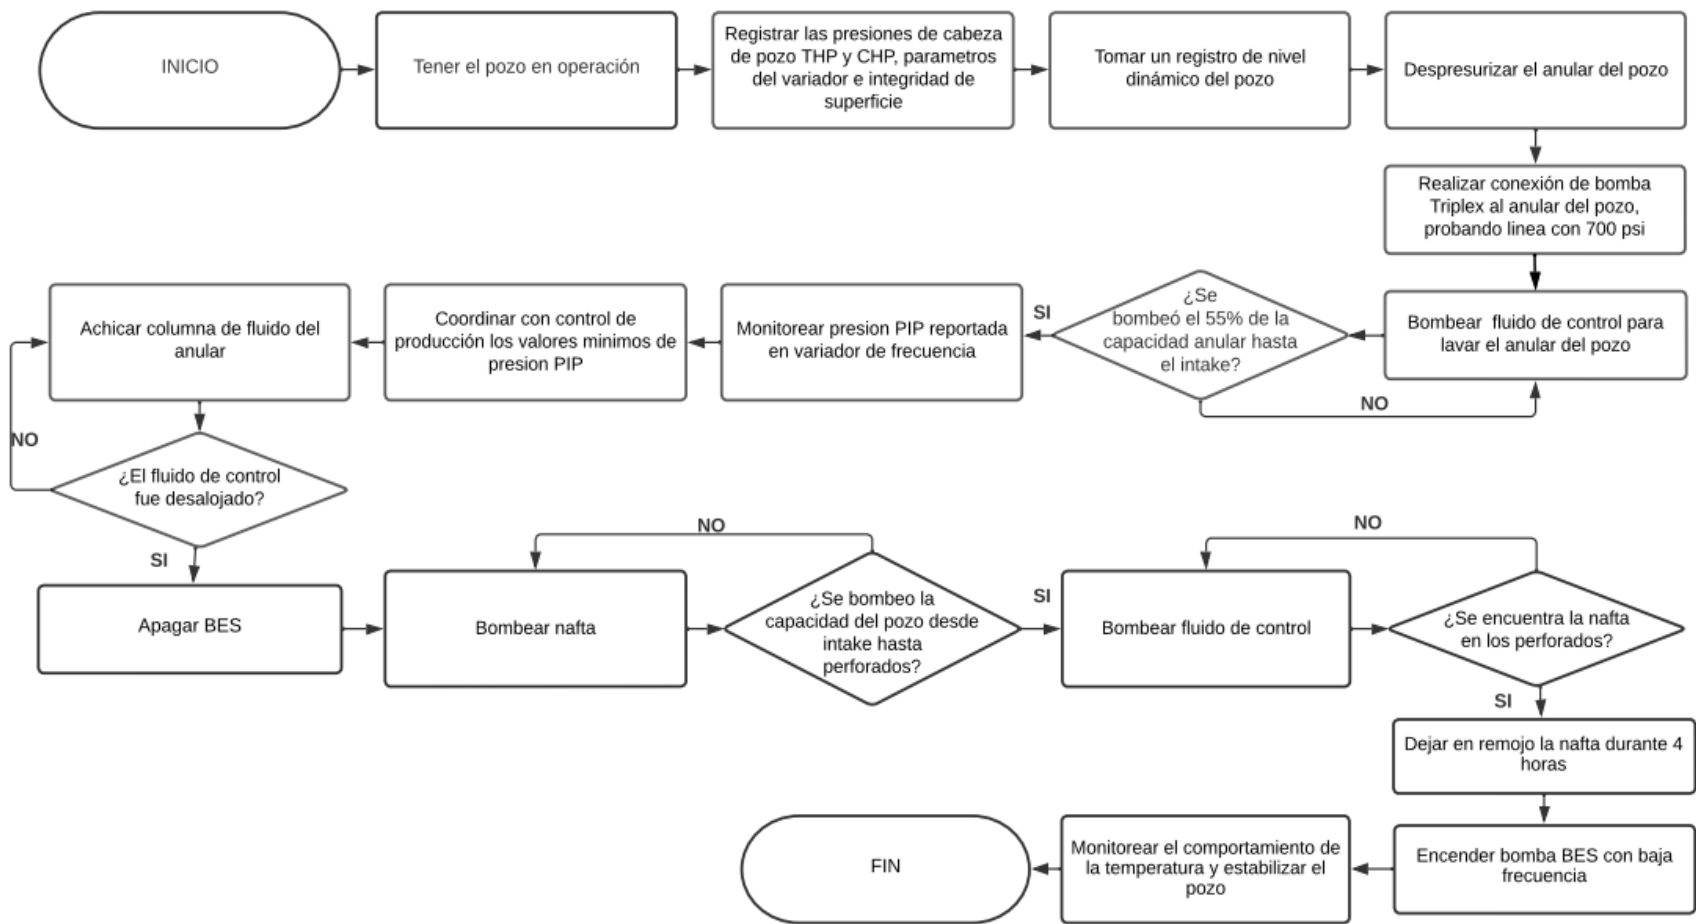 INICIO
Tener el pozo en operación
Registrar las presiones de cabeza
de pozo THP y CHP, parametros
del variador e integridad de
superficie
Tomar un registro de nivel
dinámico del pozo
Despresurizar el anular del pozo
Realizar conexión de bomba
Triplex al anular del pozo,
probando linea con 700 psi
Bombear fluido de control para
lavar el anular del pozo
¿Se
bombeó el 55% de la
capacidad anular hasta
el intake?
NO
SI
Monitorear presion PIP reportada
en variador de frecuencia
Coordinar con control de
producción los valores minimos de
presion PIP
Achicar columna de fluido del
anular
¿El fluido de control
fue desalojado?
NO
SI
Apagar BES
Bombear nafta
¿Se bombeo la
capacidad del pozo desde
intake hasta
perforados?
NO
SI
Bombear fluido de control
¿Se encuentra la nafta
en los perforados?
NO
SI
Dejar en remojo la nafta durante 4
horas
Encender bomba BES con baja
frecuencia
Monitorear el comportamiento de
la temperatura y estabilizar el
pozo
FIN